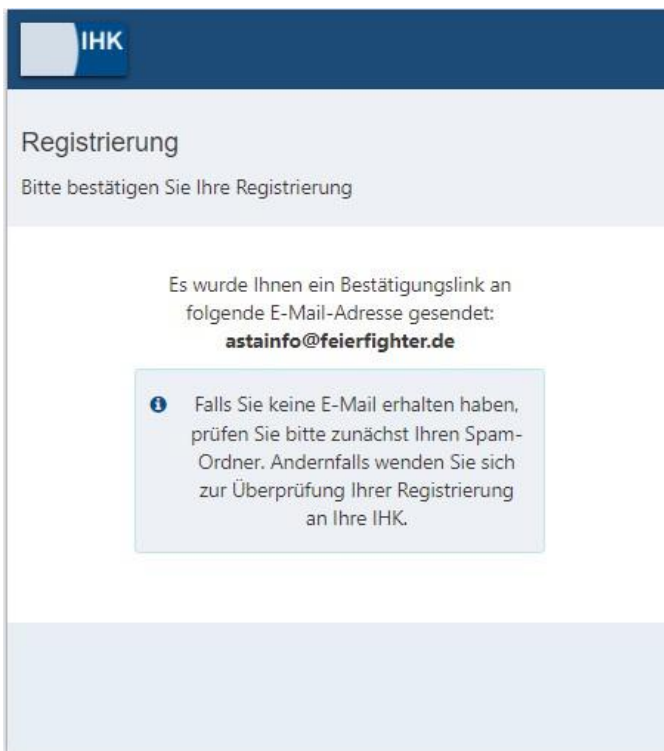 IHK
Registrierung
Bitte bestätigen Sie Ihre Registrierung
Es wurde Ihnen ein Bestätigungslink an
folgende E-Mail-Adresse gesendet:
astainfo@feierfighter.de
Falls Sie keine E-Mail erhalten haben,
prüfen Sie bitte zunächst Ihren Spam-
Ordner. Andernfalls wenden Sie sich
zur Überprüfung Ihrer Registrierung
an Ihre IHK.